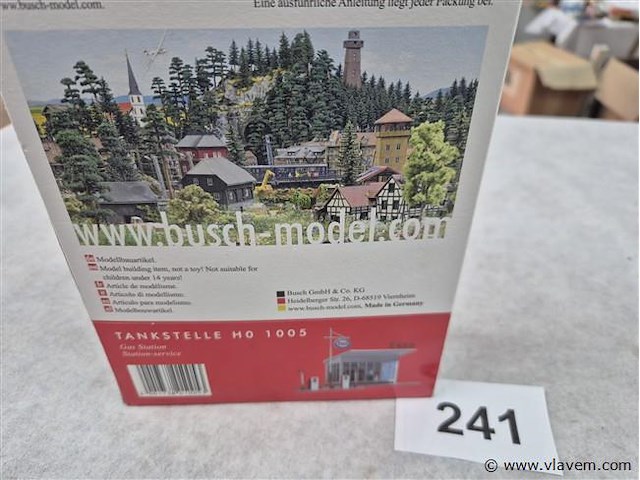 www.busch-model.com.
Eine ausführliche Anleitung liegt jeder Packung bei.
www.busch-model.com
Modellbauartikel.
Model building item, not a toy! Not suitable for
children under 14 years!
Article de modélisme.
Articolo di modellismo.
Artículo para modelismo.
Modelbouwartikel.
Busch GmbH & Co. KG
Heidelberger Str. 26, D-68519 Viernheim
www.busch-model.com, Made in Germany
TANKSTELLE H0 1005
Gas Station
Station-service
241
© www.vlavem.com